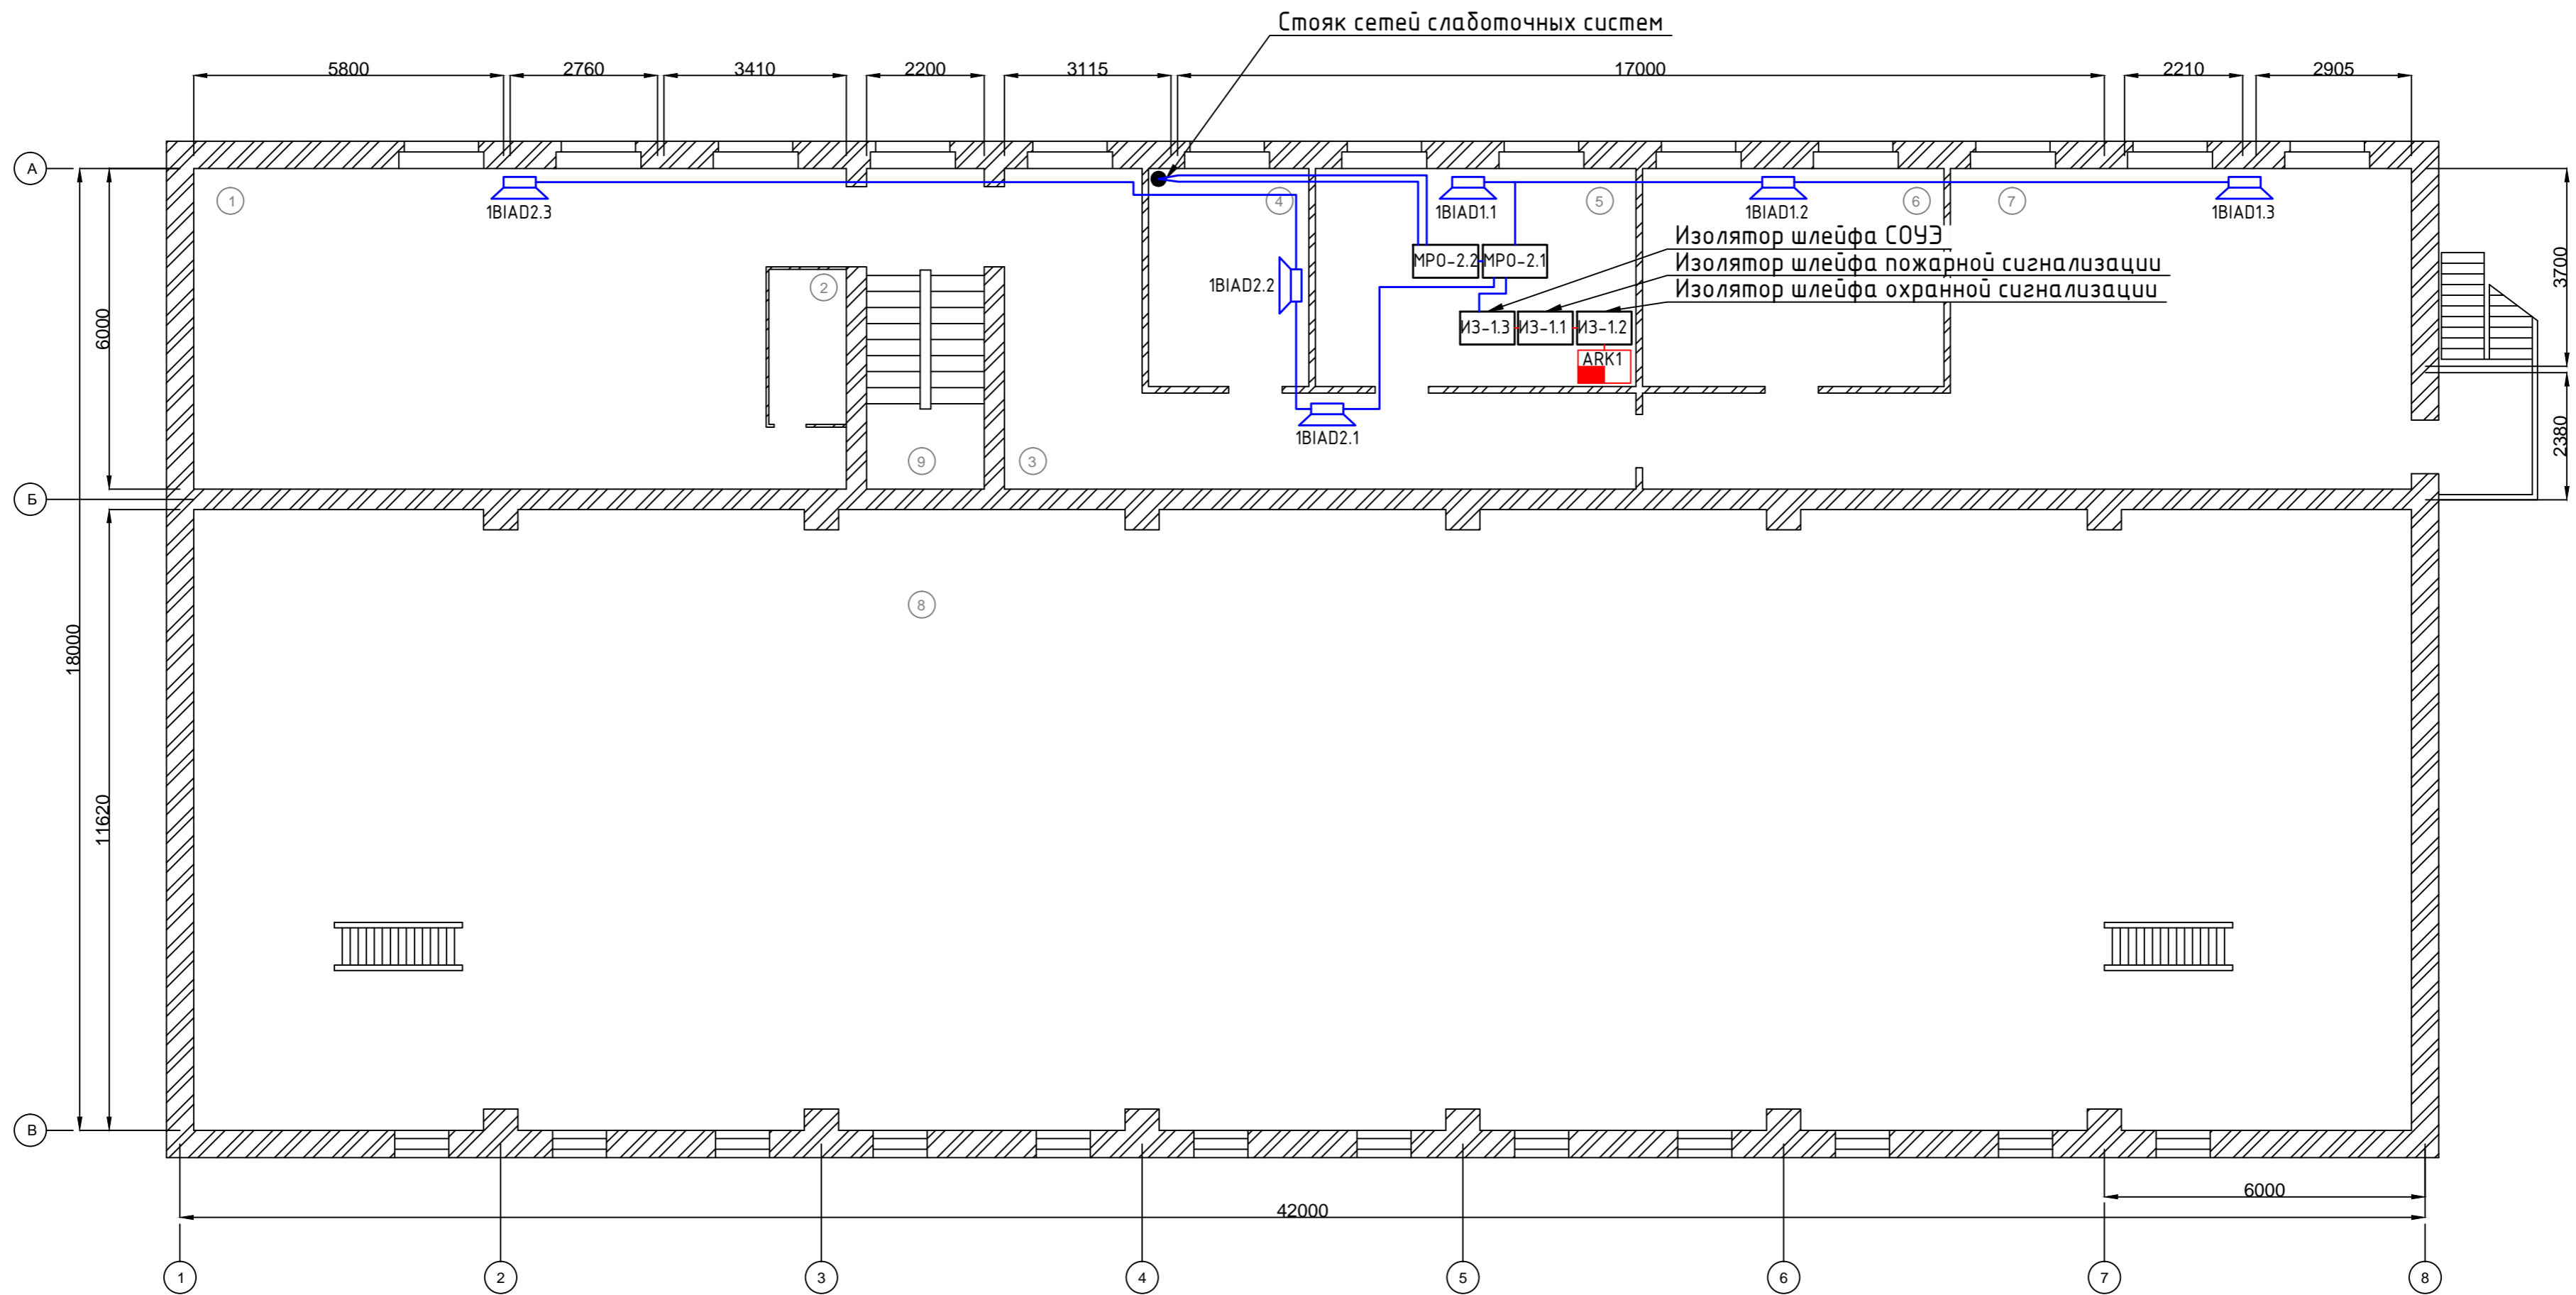 Стояк сетей слаботочных систем
5800
2760
3410
2200
3115
17000
2210
2905
А
1
1BIAD2.3
4
1BIAD1.1
5
1BIAD1.2
6
7
1BIAD1.3
Изолятор шлейфа СОУЭ
МРО-2.2
МРО-2.1
Изолятор шлейфа пожарной сигнализации
Изолятор шлейфа охранной сигнализации
3700
2
1BIAD2.2
6000
ИЗ-1.3
ИЗ-1.1
ИЗ-1.2
ARK1
1BIAD2.1
2380
9
3
Б
8
18000
11620
В
6000
42000
1
2
3
4
5
6
7
8